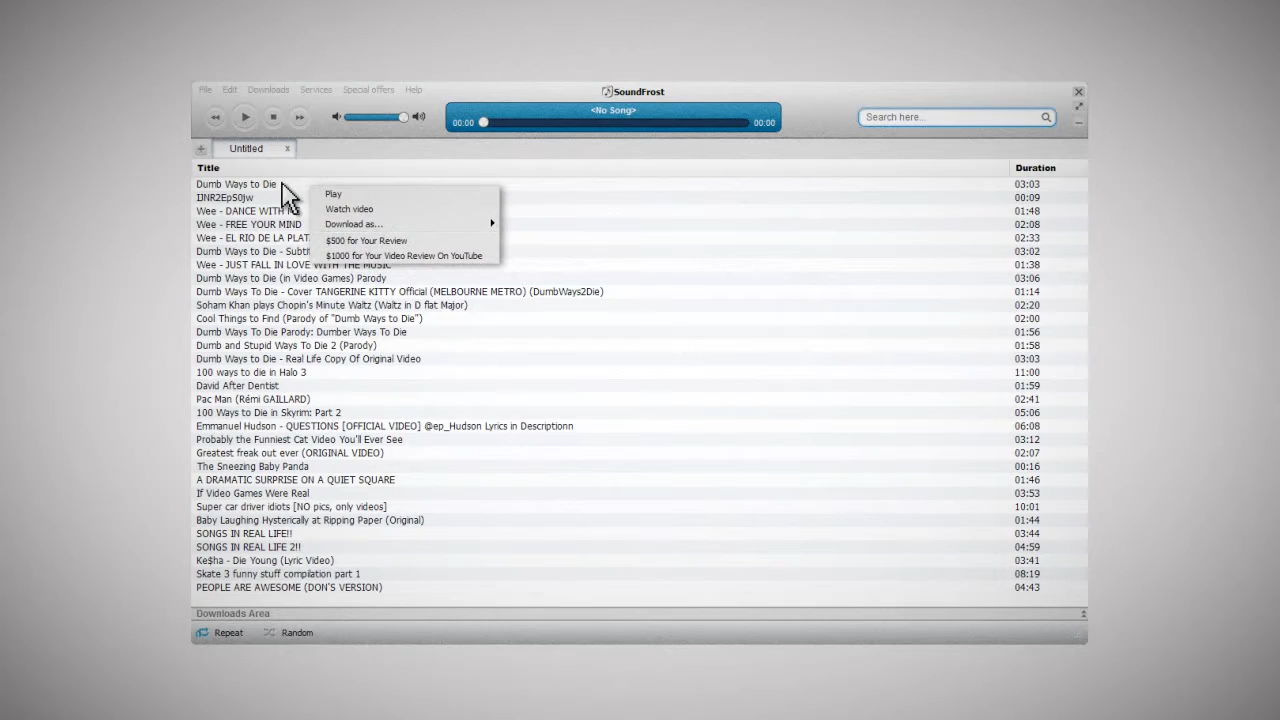 File Edit Downloads Services Special offers Help
SoundFrost
<No Song>
00:00 00:00
Search here...
Untitled x
Title Duration
Dumb Ways to Die 03:03
IJNR2EpS0jw 00:09
Wee - DANCE WITH M 01:48
Wee - FREE YOUR MIND 02:08
Wee - EL RIO DE LA PLAT 02:33
Dumb Ways to Die - Subti 03:02
Wee - JUST FALL IN LOVE WITH THE MUSIC 01:38
Play
Watch video
Download as...
$500 for Your Review
$1000 for Your Video Review On YouTube
Dumb Ways to Die (in Video Games) Parody 03:06
Dumb Ways To Die - Cover TANGERINE KITTY Official (MELBOURNE METRO) (DumbWays2Die) 01:14
Soham Khan plays Chopin's Minute Waltz (Waltz in D flat Major) 02:20
Cool Things to Find (Parody of "Dumb Ways to Die") 02:00
Dumb Ways To Die Parody: Dumber Ways To Die 01:56
Dumb and Stupid Ways To Die 2 (Parody) 01:58
Dumb Ways to Die - Real Life Copy Of Original Video 03:03
100 ways to die in Halo 3 11:00
David After Dentist 01:59
Pac Man (Rémi GAILLARD) 02:41
100 Ways to Die in Skyrim: Part 2 05:06
Emmanuel Hudson - QUESTIONS [OFFICIAL VIDEO] @ep_Hudson Lyrics in Descriptionn 06:08
Probably the Funniest Cat Video You'll Ever See 03:12
Greatest freak out ever (ORIGINAL VIDEO) 02:07
The Sneezing Baby Panda 00:16
A DRAMATIC SURPRISE ON A QUIET SQUARE 01:46
If Video Games Were Real 03:53
Super car driver idiots [NO pics, only videos] 10:01
Baby Laughing Hysterically at Ripping Paper (Original) 01:44
SONGS IN REAL LIFE!! 03:44
SONGS IN REAL LIFE 2!! 04:59
Ke$ha - Die Young (Lyric Video) 03:41
Skate 3 funny stuff compilation part 1 08:19
PEOPLE ARE AWESOME (DON'S VERSION) 04:43
Downloads Area
Repeat Random